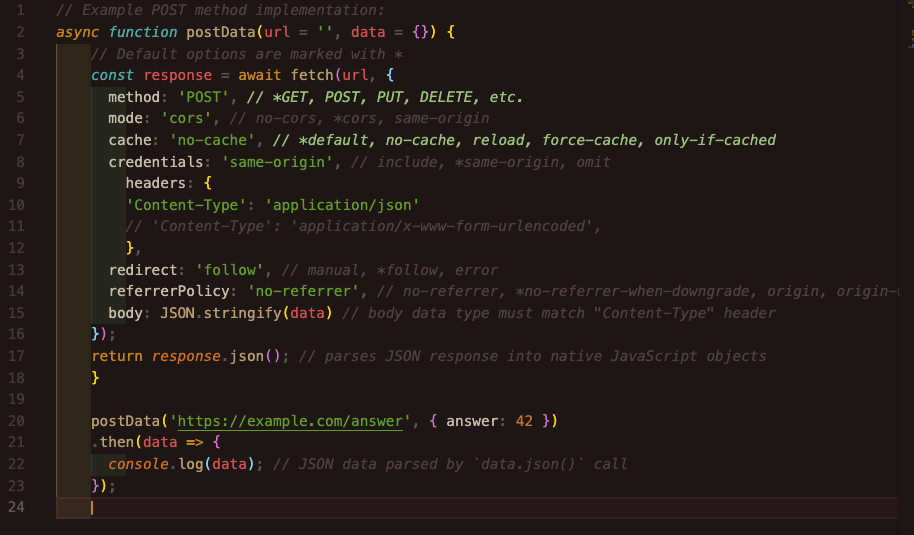 1 // Example POST method implementation:
2 async function postData(url = '', data = {}) {
3 // Default options are marked with *
4 const response = await fetch(url, {
5 method: 'POST', // *GET, POST, PUT, DELETE, etc.
6 mode: 'cors', // no-cors, *cors, same-origin
7 cache: 'no-cache', // *default, no-cache, reload, force-cache, only-if-cached
8 credentials: 'same-origin', // include, *same-origin, omit
9 headers: {
10 'Content-Type': 'application/json'
11 // 'Content-Type': 'application/x-www-form-urlencoded',
12 },
13 redirect: 'follow', // manual, *follow, error
14 referrerPolicy: 'no-referrer', // no-referrer, *no-referrer-when-downgrade, origin, origin-
15 body: JSON.stringify(data) // body data type must match "Content-Type" header
16 });
17 return response.json(); // parses JSON response into native JavaScript objects
18 }
19
20 postData('https://example.com/answer', { answer: 42 })
21 .then(data => {
22 console.log(data); // JSON data parsed by `data.json()` call
23 });
24